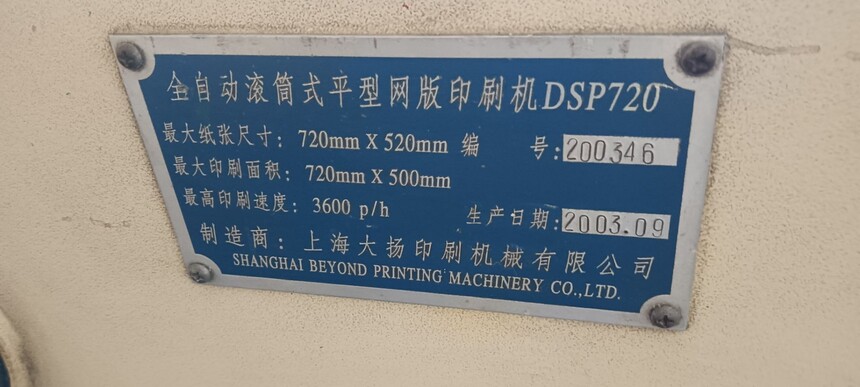 全自动滚筒式平型网版印刷机DSP720
最大纸张尺寸: 720mm X 520mm 编 号: 200346
最大印刷面积: 720mm X 500mm
最高印刷速度: 3600 p/h 生产日期: 2003.09
制造商: 上海大扬印刷机械有限公司
SHANGHAI BEYOND PRINTING MACHINERY CO.,LTD.